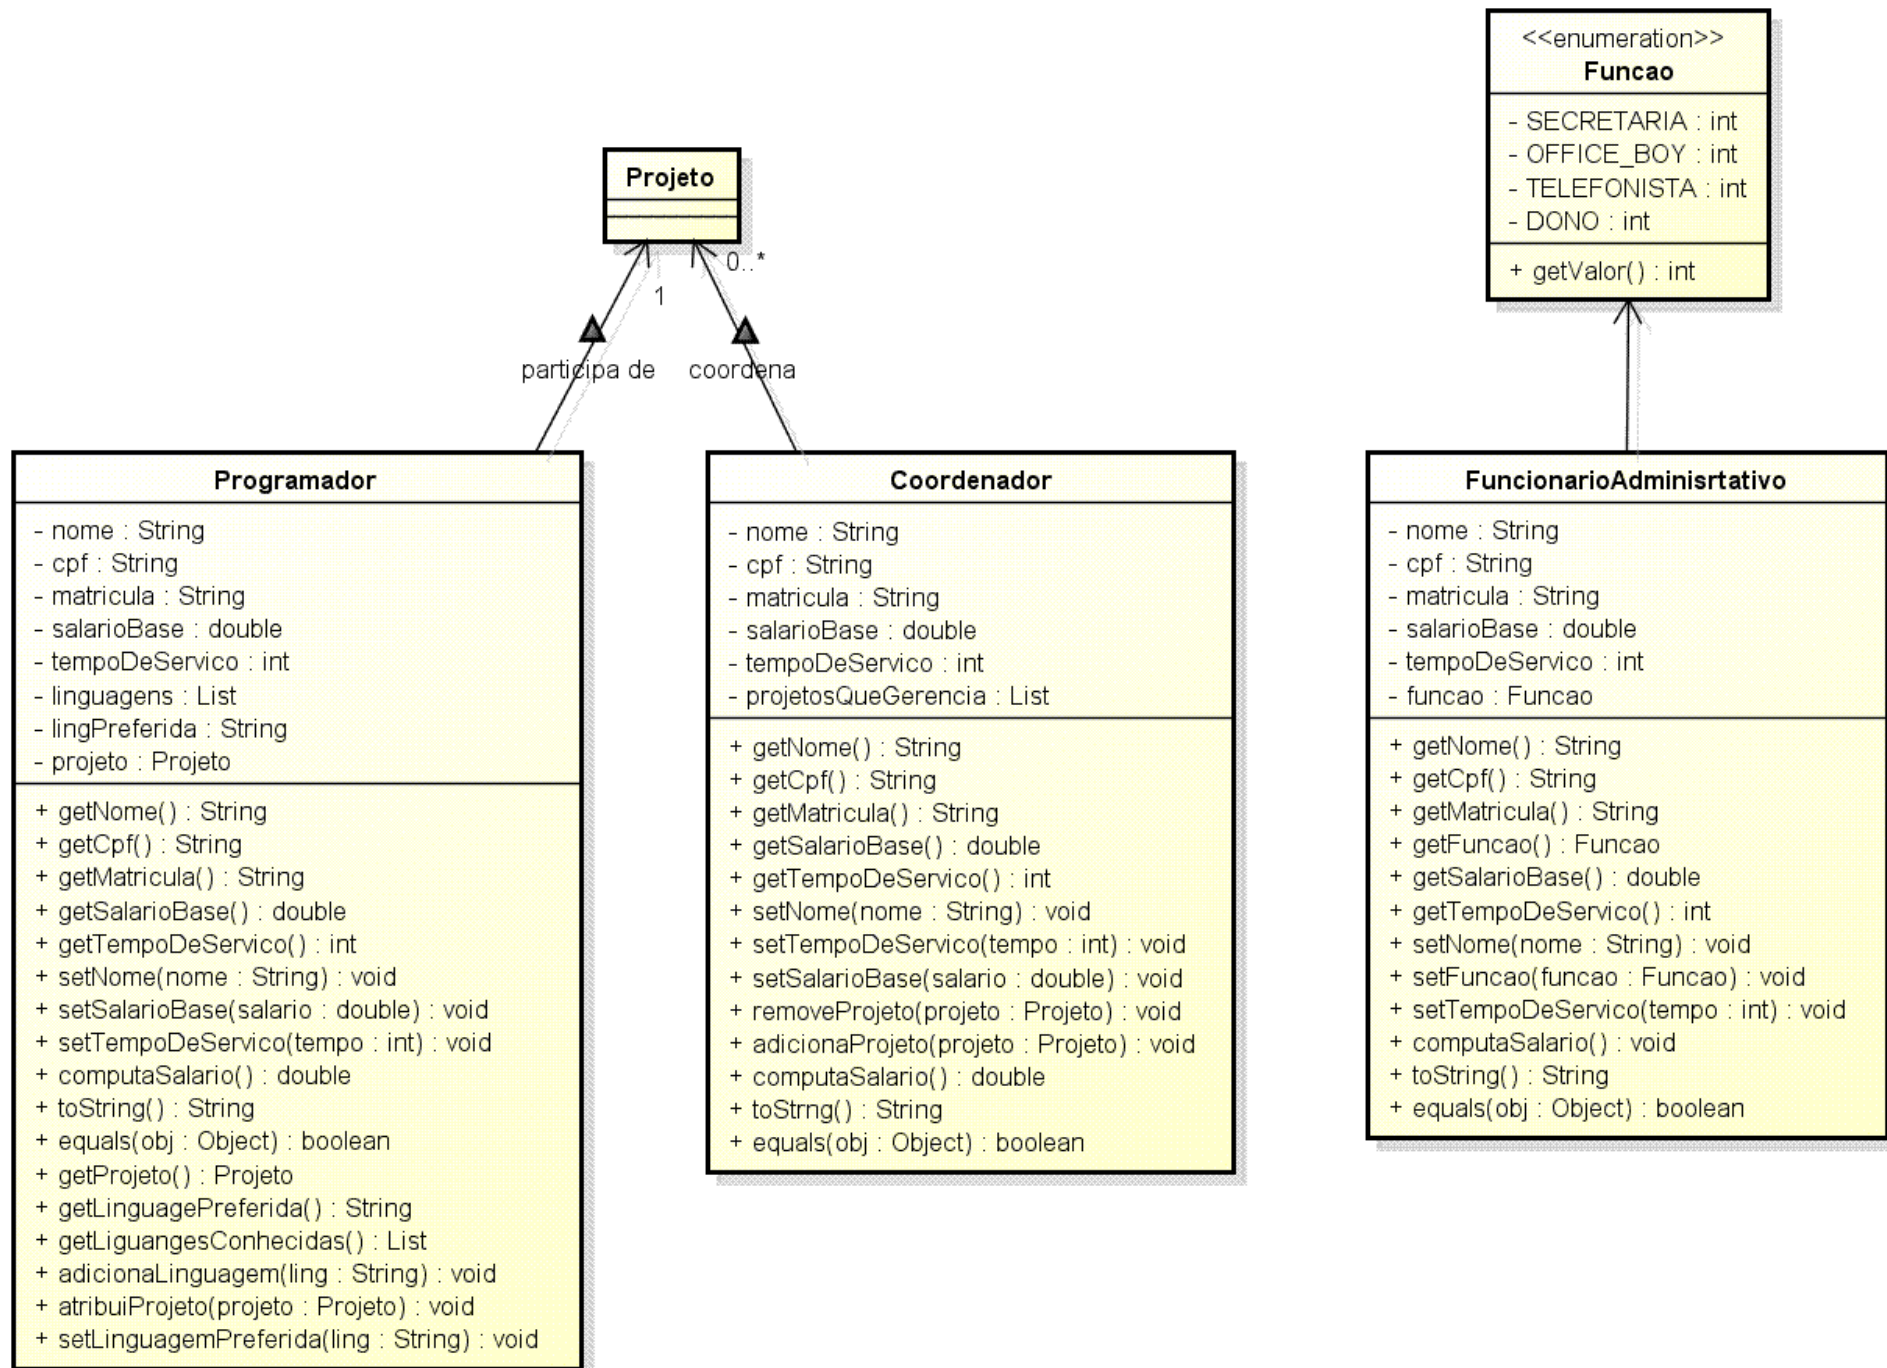 <<enumeration>>
Funcao
- SECRETARIA : int
- OFFICE_BOY : int
- TELEFONISTA : int
- DONO : int
+ getValor() : int
Projeto
0..*
1
participa de
coordena
Programador
- nome : String
- cpf : String
- matricula : String
- salarioBase : double
- tempoDeServico : int
- linguagens : List
- lingPreferida : String
- projeto : Projeto
+ getNome() : String
+ getCpf() : String
+ getMatricula() : String
+ getSalarioBase() : double
+ getTempoDeServico() : int
+ setNome(nome : String) : void
+ setSalarioBase(salario : double) : void
+ setTempoDeServico(tempo : int) : void
+ computaSalario() : double
+ toString() : String
+ equals(obj : Object) : boolean
+ getProjeto() : Projeto
+ getLinguagePreferida() : String
+ getLiguangesConhecidas() : List
+ adicionaLinguagem(ling : String) : void
+ atribuiProjeto(projeto : Projeto) : void
+ setLinguagemPreferida(ling : String) : void
Coordenador
- nome : String
- cpf : String
- matricula : String
- salarioBase : double
- tempoDeServico : int
- projetosQueGerencia : List
+ getNome() : String
+ getCpf() : String
+ getMatricula() : String
+ getSalarioBase() : double
+ getTempoDeServico() : int
+ setNome(nome : String) : void
+ setTempoDeServico(tempo : int) : void
+ setSalarioBase(salario : double) : void
+ removeProjeto(projeto : Projeto) : void
+ adicionaProjeto(projeto : Projeto) : void
+ computaSalario() : double
+ toStrng() : String
+ equals(obj : Object) : boolean
FuncionarioAdminisrtativo
- nome : String
- cpf : String
- matricula : String
- salarioBase : double
- tempoDeServico : int
- funcao : Funcao
+ getNome() : String
+ getCpf() : String
+ getMatricula() : String
+ getFuncao() : Funcao
+ getSalarioBase() : double
+ getTempoDeServico() : int
+ setNome(nome : String) : void
+ setFuncao(funcao : Funcao) : void
+ setTempoDeServico(tempo : int) : void
+ computaSalario() : void
+ toString() : String
+ equals(obj : Object) : boolean